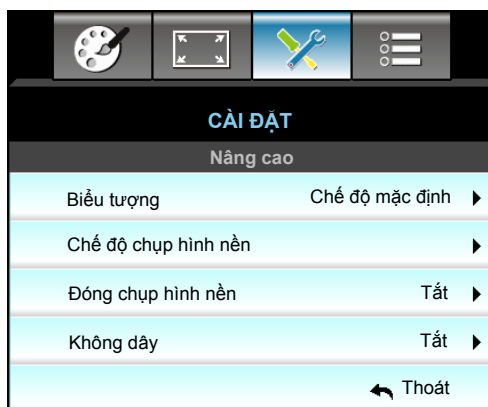 CÀI ĐẶT
Nâng cao
Biểu tượng Chế độ mặc định
Chế độ chụp hình nền
Đóng chụp hình nền Tắt
Không dây Tắt
Thoát